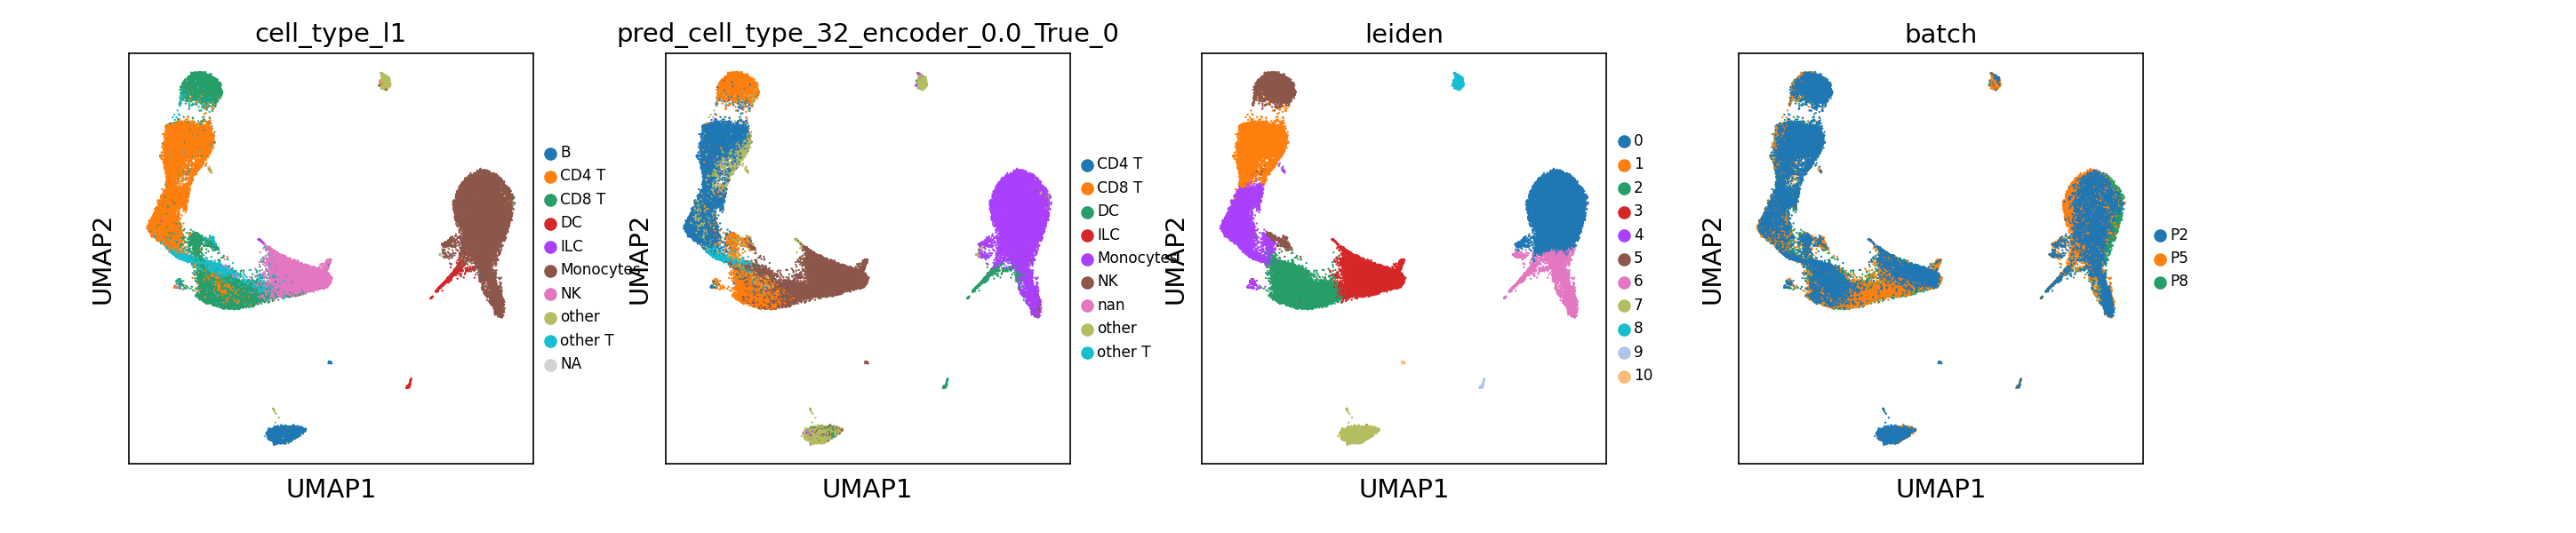 cell_type_l1
UMAP2
UMAP1
B
CD4 T
CD8 T
DC
ILC
Monocytes
NK
other
other T
NA
pred_cell_type_32_encoder_0.0_True_0
UMAP2
UMAP1
CD4 T
CD8 T
DC
ILC
Monocytes
NK
nan
other
other T
leiden
UMAP2
UMAP1
0
1
2
3
4
5
6
7
8
9
10
batch
UMAP2
UMAP1
P2
P5
P8